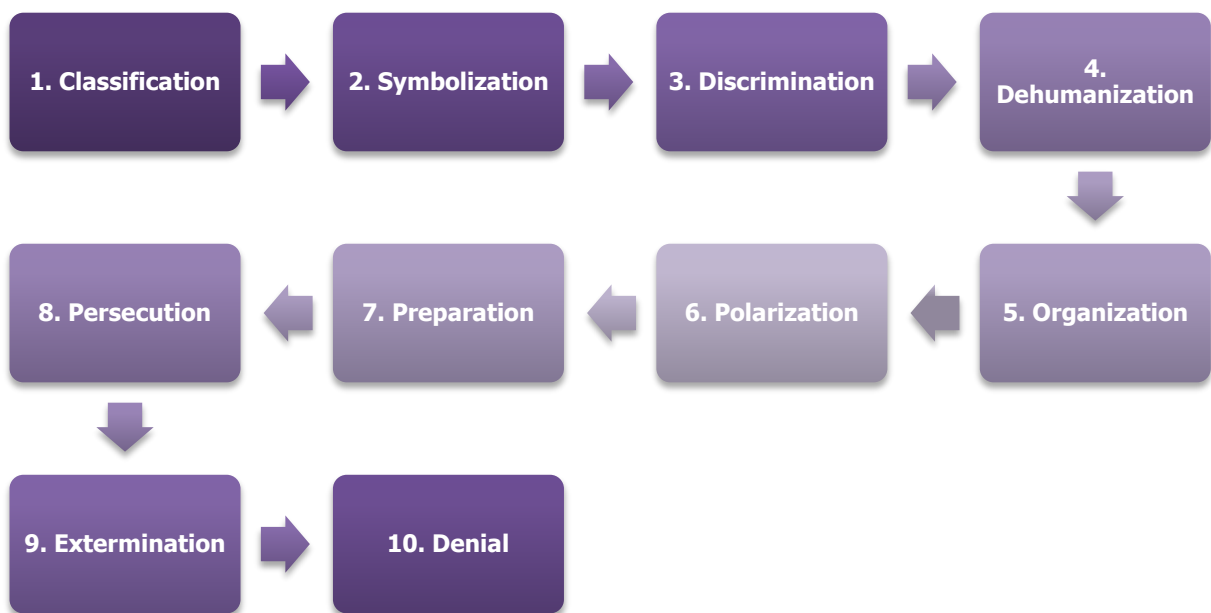 1. Classification
2. Symbolization
3. Discrimination
4.
Dehumanization
5. Organization
6. Polarization
7. Preparation
8. Persecution
9. Extermination
10. Denial